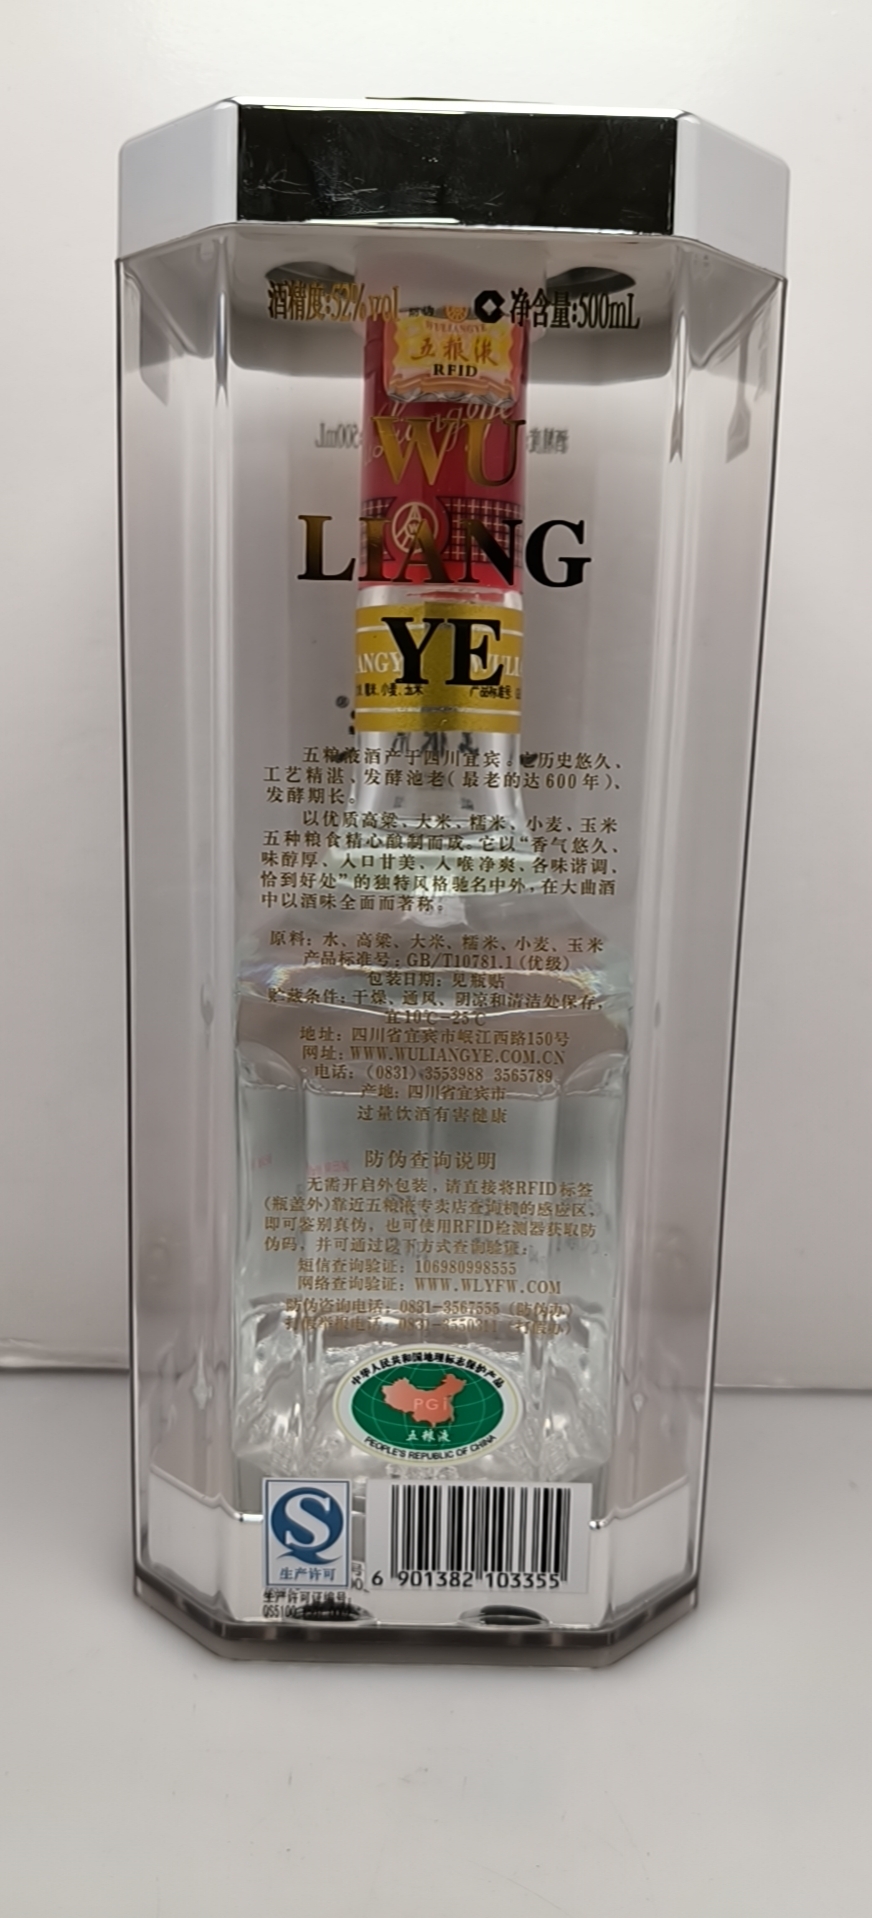 酒精度:52%vol
净含量:500mL
WULIANGYE
五粮液
RFID
WU
LIANG
YE
五粮液酒产于四川宜宾。它历史悠久、
工艺精湛、发酵池老(最老的达600年)、
发酵期长。
以优质高粱、大米、糯米、小麦、玉米
五种粮食精心酿制而成。它以“香气悠久、
味醇厚、入口甘美、入喉净爽、各味谐调、
恰到好处”的独特风格驰名中外,在大曲酒
中以酒味全面而著称。
原料:水、高粱、大米、糯米、小麦、玉米
产品标准号:GB/T10781.1(优级)
包装日期:见瓶贴
贮藏条件:干燥、通风、阴凉和清洁处保存,
宜10℃-25℃
地址:四川省宜宾市岷江西路150号
网址:WWW.WULIANGYE.COM.CN
电话:(0831)3553988 3565789
产地:四川省宜宾市
过量饮酒有害健康
防伪查询说明
无需开启外包装,请直接将RFID标签
(瓶盖外)靠近五粮液专卖店查询机的感应区,
即可鉴别真伪,也可使用RFID检测器获取防
伪码,并可通过以下方式查询验证:
短信查询验证:106980998555
网络查询验证:WWW.WLYFW.COM
防伪咨询电话:0831-3567555(防伪办)
打假举报电话:0831-3550311
中华人民共和国地理标志保护产品
PGI
五粮液
PEOPLE'S REPUBLIC OF CHINA
生产许可
6 901382 103355
生产许可证编号: